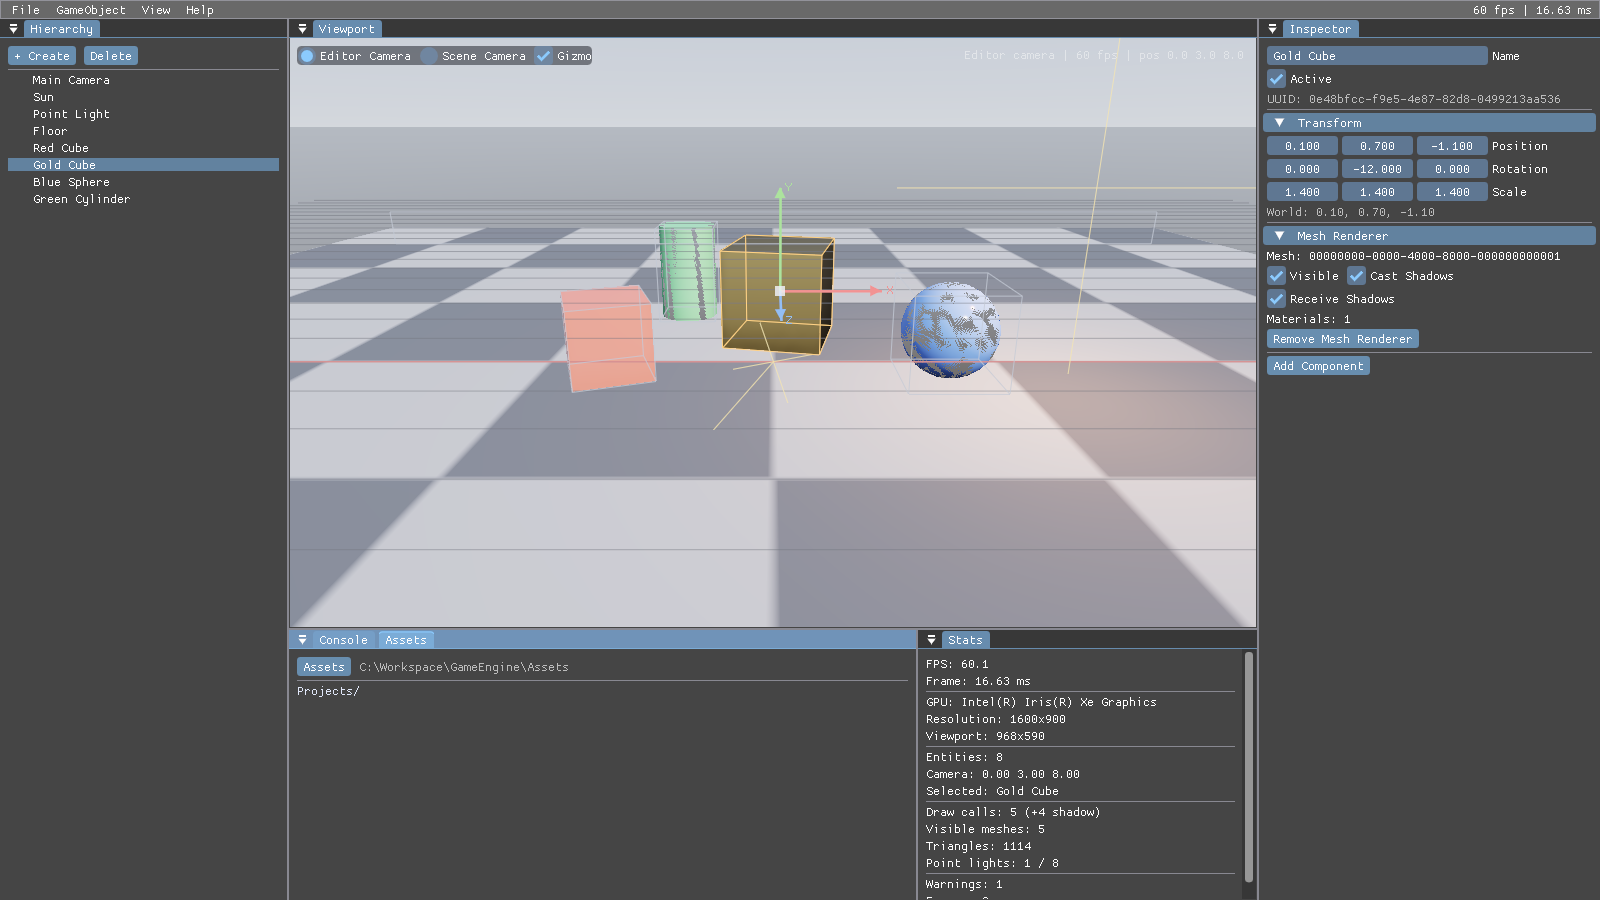 File GameObject View Help 60 fps | 16.63 ms
Hierarchy
+ Create Delete
Main Camera
Sun
Point Light
Floor
Red Cube
Gold Cube
Blue Sphere
Green Cylinder
Viewport
Editor Camera Scene Camera Gizmo Editor camera | 60 fps | pos 0.0 3.0 8.0
Y
X
Z
Console Assets
Assets C:\Workspace\GameEngine\Assets
Projects/
Stats
FPS: 60.1
Frame: 16.63 ms
GPU: Intel(R) Iris(R) Xe Graphics
Resolution: 1600x900
Viewport: 968x590
Entities: 8
Camera: 0.00 3.00 8.00
Selected: Gold Cube
Draw calls: 5 (+4 shadow)
Visible meshes: 5
Triangles: 1114
Point lights: 1 / 8
Warnings: 1
Inspector
Gold Cube Name
Active
UUID: 0e48bfcc-f9e5-4e87-82d8-0499213aa536
Transform
0.100 0.700 -1.100 Position
0.000 -12.000 0.000 Rotation
1.400 1.400 1.400 Scale
World: 0.10, 0.70, -1.10
Mesh Renderer
Mesh: 00000000-0000-4000-8000-000000000001
Visible Cast Shadows
Receive Shadows
Materials: 1
Remove Mesh Renderer
Add Component